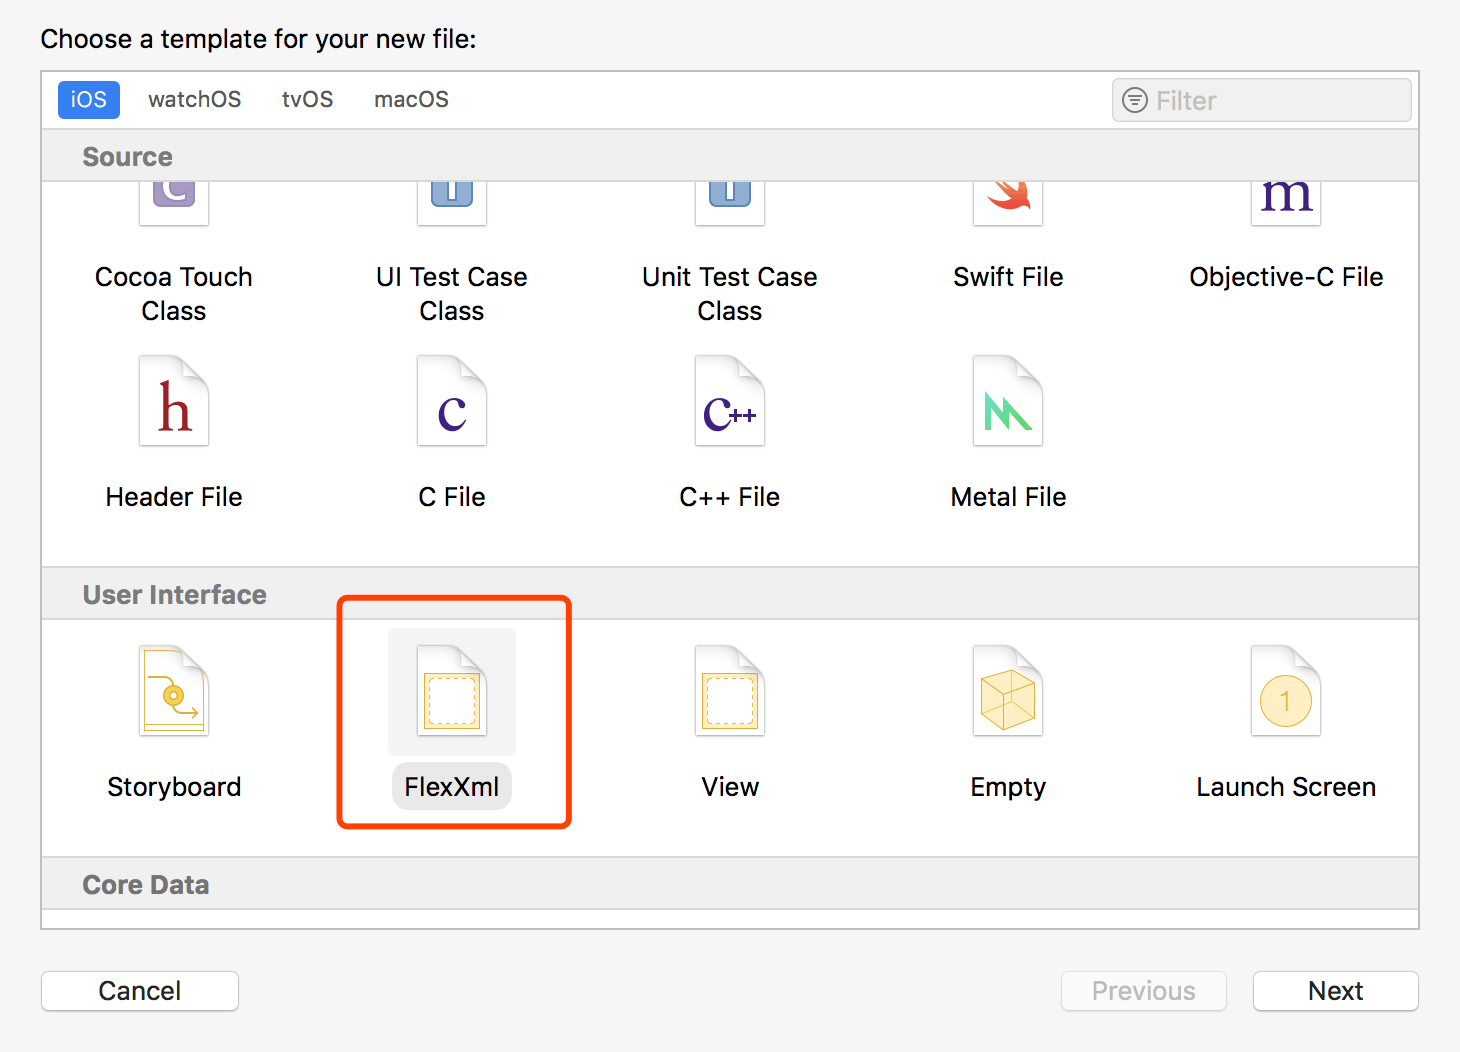 Choose a template for your new file:
iOS watchOS tvOS macOS Filter
Source
Cocoa Touch Class
UI Test Case Class
Unit Test Case Class
Swift File
m
Objective-C File
h
Header File
c
C File
c++
C++ File
Metal File
User Interface
Storyboard
FlexXml
View
Empty
1
Launch Screen
Core Data
Cancel Previous Next